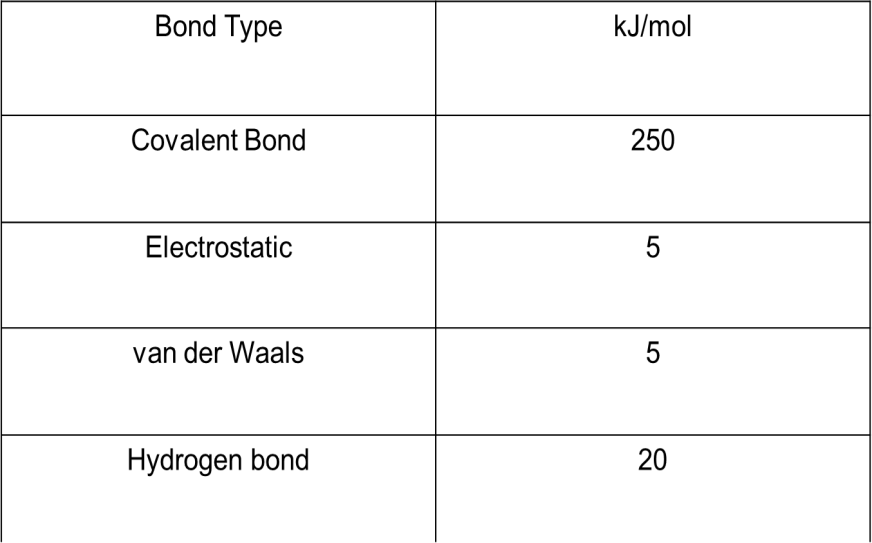 Bond Type kJ/mol
Covalent Bond 250
Electrostatic 5
van der Waals 5
Hydrogen bond 20